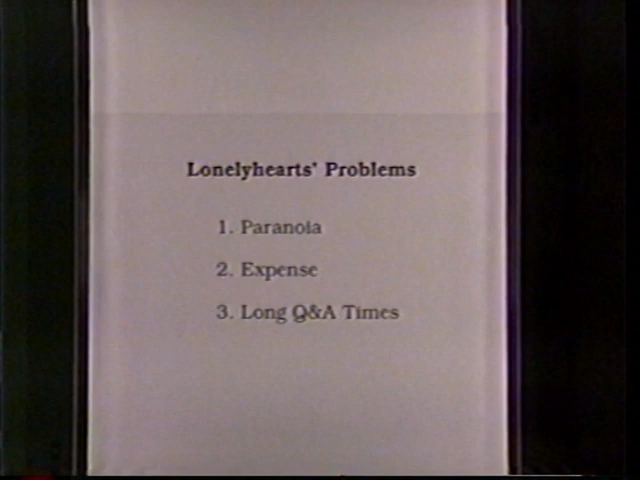 Lonelyhearts' Problems
1. Paranoia
2. Expense
3. Long Q&A Times